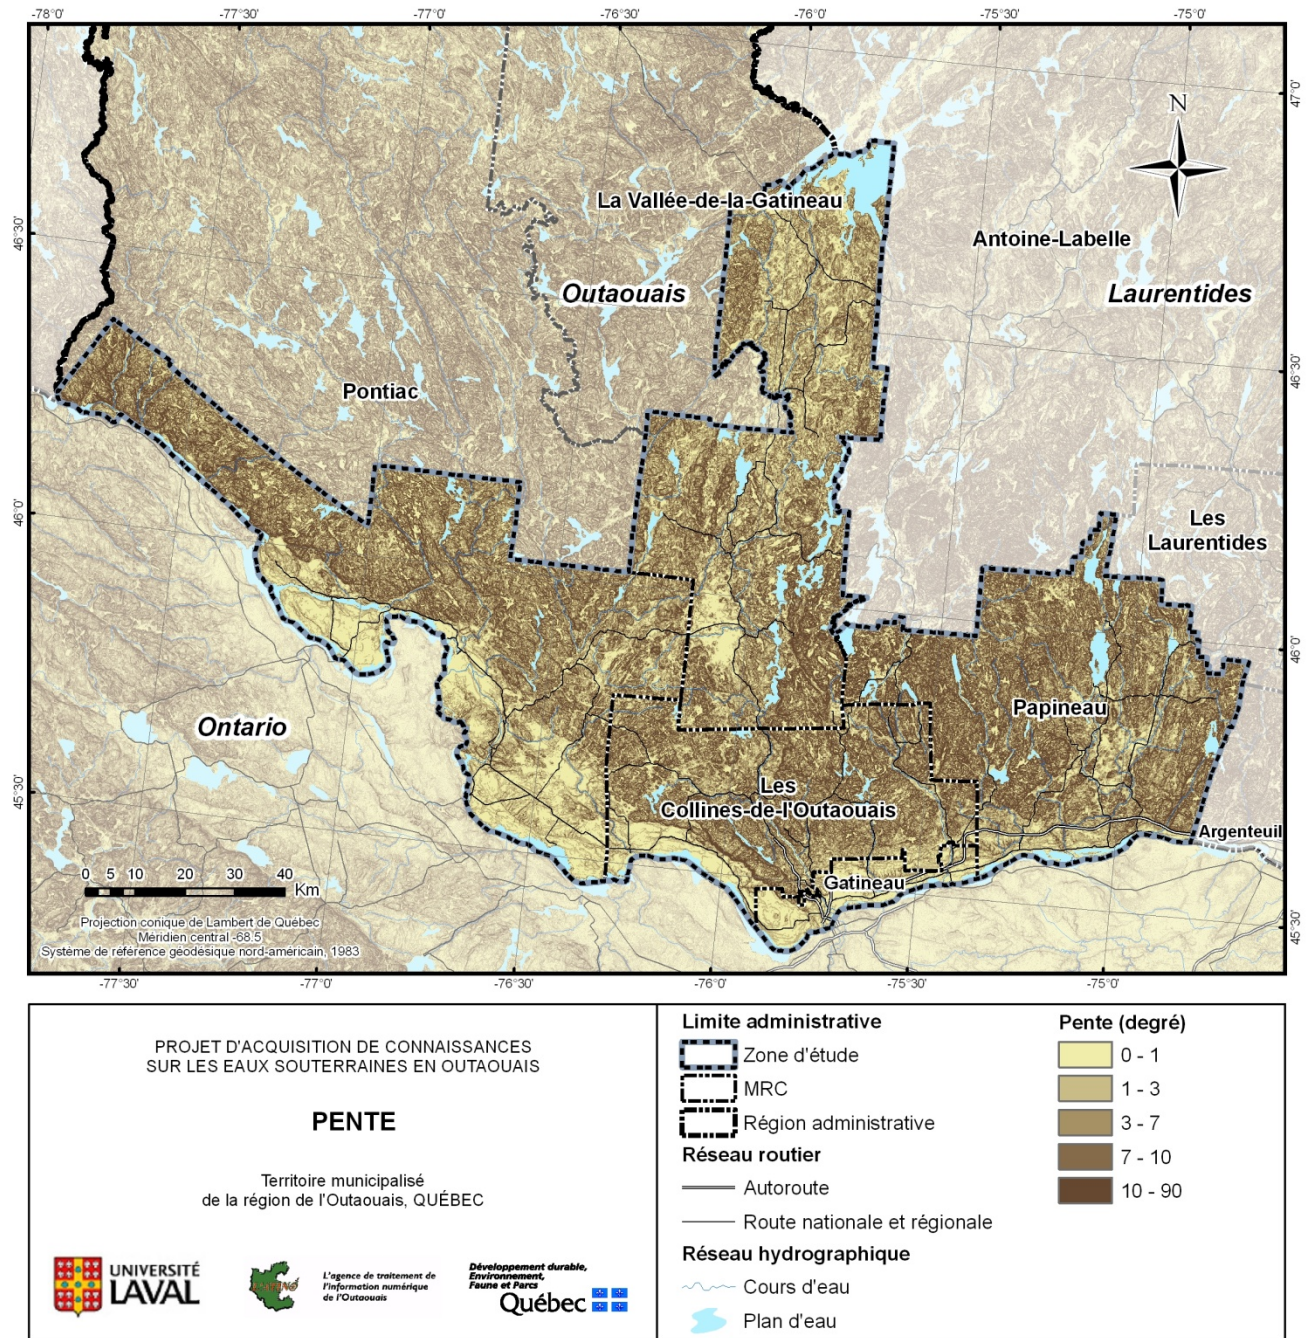 -78°0' -77°30' -77°0' -76°30' -76°0' -75°30' -75°0'
47°0'
N
La Vallée-de-la-Gatineau
46°30'
Antoine-Labelle
Outaouais
Laurentides
46°30'
Pontiac
46°0'
Les
Laurentides
46°0'
Papineau
Ontario
45°30'
Les
Collines-de-l'Outaouais
Argenteuil
Gatineau
0 5 10 20 30 40
Km
45°30'
Projection conique de Lambert de Québec
Méridien central -68.5
Système de référence géodésique nord-américain, 1983
-77°30' -77°0' -76°30' -76°0' -75°30' -75°0'
PROJET D'ACQUISITION DE CONNAISSANCES
SUR LES EAUX SOUTERRAINES EN OUTAOUAIS
PENTE
Territoire municipalisé
de la région de l'Outaouais, QUÉBEC
UNIVERSITÉ
LAVAL
L'agence de traitement de
l'information numérique
de l'Outaouais
Développement durable,
Environnement,
Faune et Parcs
Québec
Limite administrative
Zone d'étude
MRC
Région administrative
Réseau routier
Autoroute
Route nationale et régionale
Réseau hydrographique
Cours d'eau
Plan d'eau
Pente (degré)
0 - 1
1 - 3
3 - 7
7 - 10
10 - 90